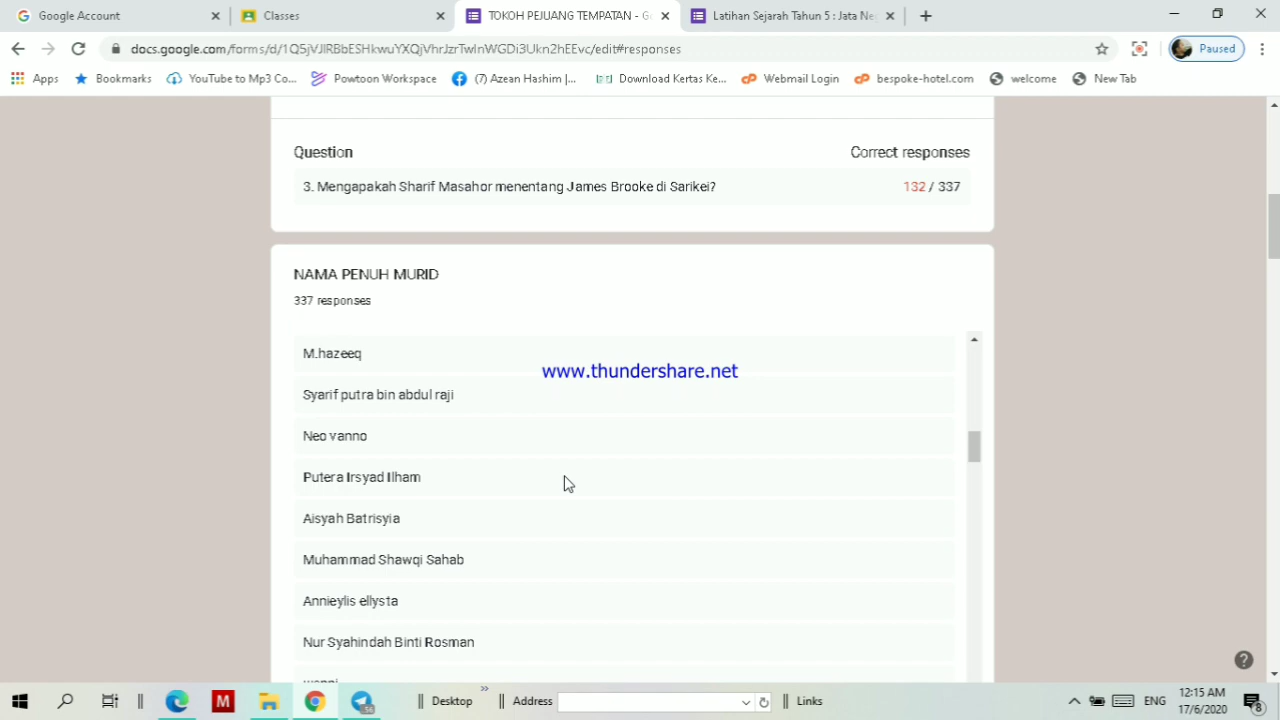 Google Account
Classes
TOKOH PEJUANG TEMPATAN - G
Latihan Sejarah Tahun 5 : Jata Ne
docs.google.com/forms/d/1Q5jVJlRBbESHkwuYXQjVhrJzrTwlnWGDi3Ukn2hEEvc/edit#responses
Paused
Apps
Bookmarks
YouTube to Mp3 Co...
Powtoon Workspace
(7) Azean Hashim |...
Download Kertas Ke...
Webmail Login
bespoke-hotel.com
welcome
New Tab
Question
Correct responses
3. Mengapakah Sharif Masahor menentang James Brooke di Sarikei?
132 / 337
NAMA PENUH MURID
337 responses
M.hazeeq
www.thundershare.net
Syarif putra bin abdul raji
Neo vanno
Putera Irsyad Ilham
Aisyah Batrisyia
Muhammad Shawqi Sahab
Annieylis ellysta
Nur Syahindah Binti Rosman
Desktop
Address
Links
ENG
12:15 AM
17/6/2020